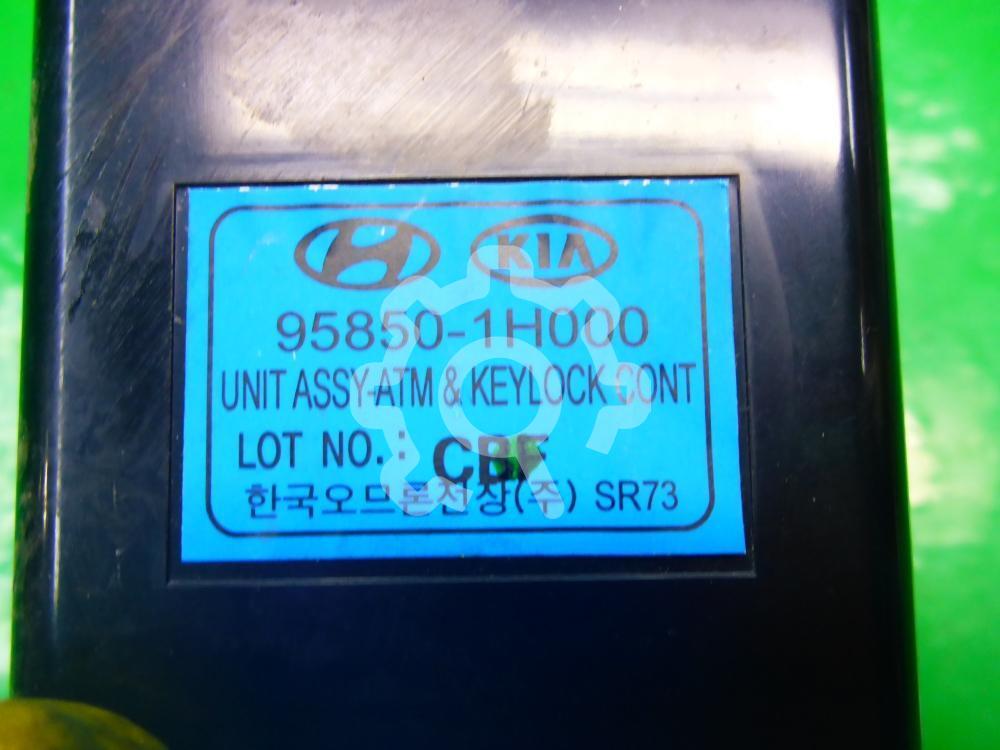 KIA
95850-1H000
UNIT ASSY-ATM & KEYLOCK CONT
LOT NO.: CBF
한국오므론전장(주) SR73